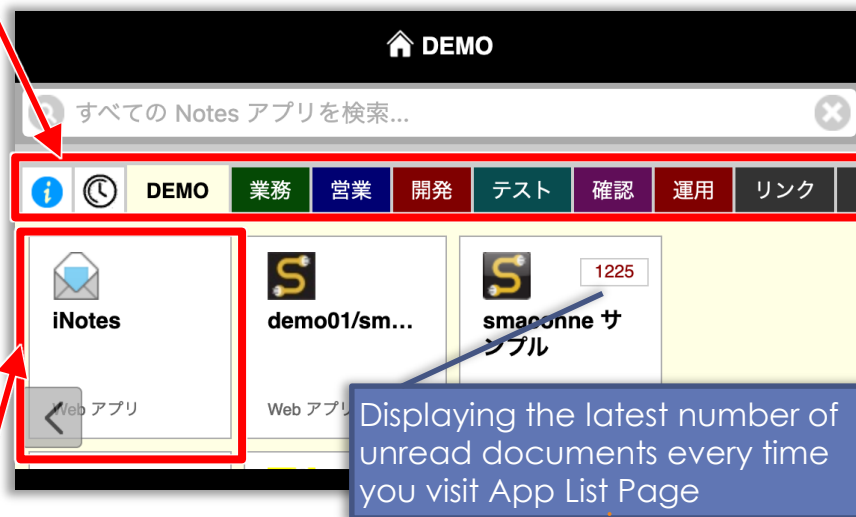 DEMO
すべての Notes アプリを検索...
DEMO 業務 営業 開発 テスト 確認 運用 リンク
1225
iNotes demo01/sm... smaconne サ
ンプル
Web アプリ Web アプリ
Displaying the latest number of
unread documents every time
you visit App List Page